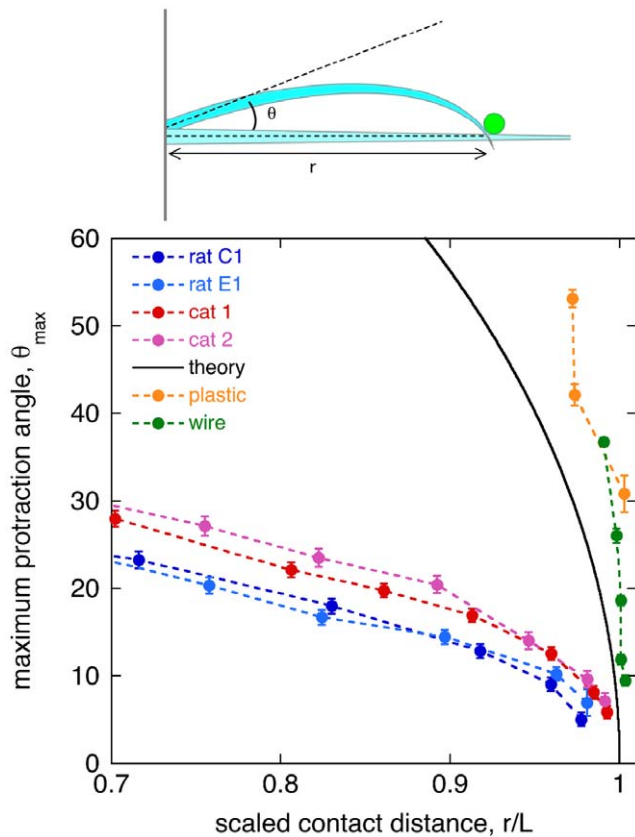 θ
r
60
50
40
30
20
10
0
maximum protraction angle, θmax
rat C1
rat E1
cat 1
cat 2
theory
plastic
wire
0.7
0.8
0.9
1
scaled contact distance, r/L